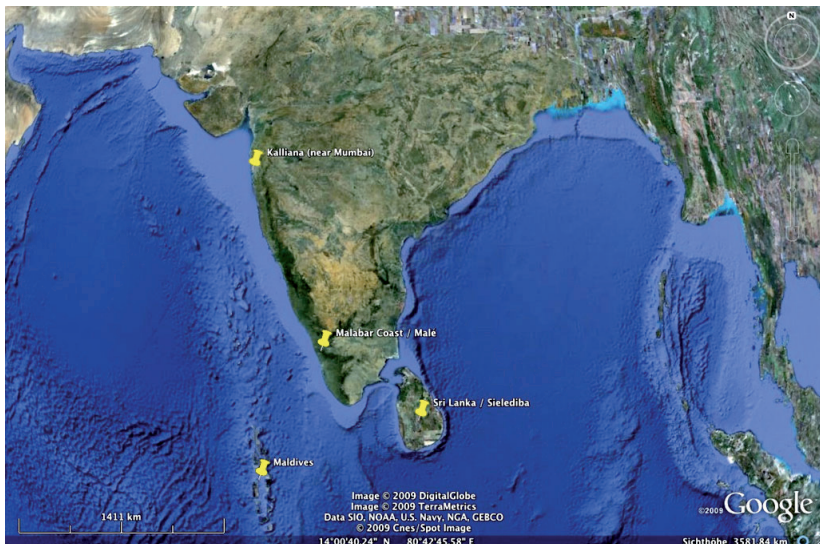 N
Kalliana (near Mumbai)
Malabar Coast / Malé
Sri Lanka / Sielediba
Maldives
Image © 2009 DigitalGlobe
Image © 2009 TerraMetrics
Data SIO, NOAA, U.S. Navy, NGA, GEBCO
© 2009 Cnes/Spot Image
©2009 Google
1411 km
14°00'40.24" N 80°42'45.58" E
Sichthöhe 3581.84 km